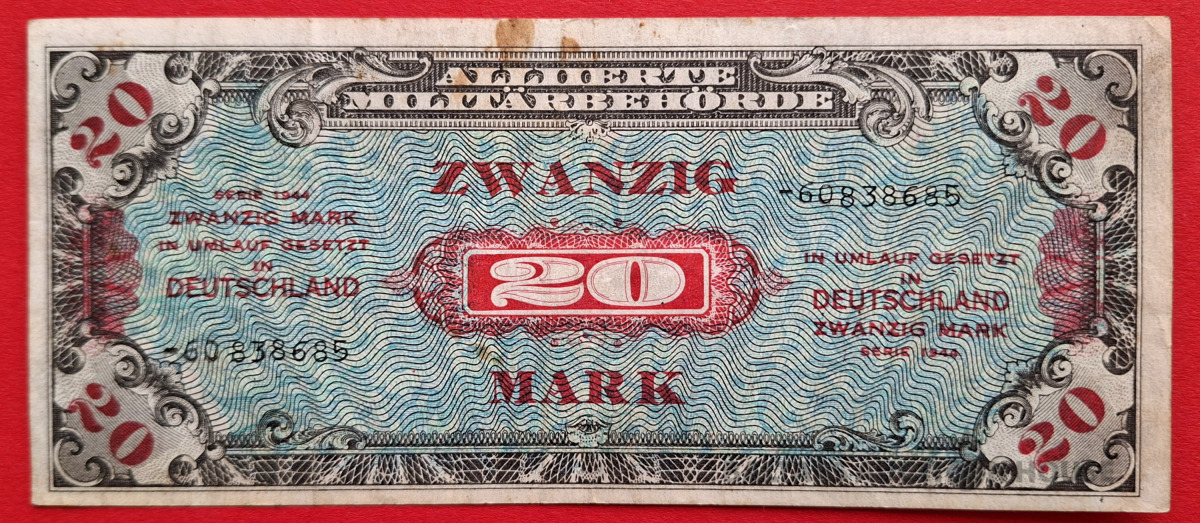 ALLIIERTE
MILITÄRBEHÖRDE
20
20
ZWANZIG
-60838685
SERIE 1944
ZWANZIG MARK
IN UMLAUF GESETZT
IN
DEUTSCHLAND
20
IN UMLAUF GESETZT
IN
DEUTSCHLAND
ZWANZIG MARK
SERIE 1944
-60838685
MARK
20
20